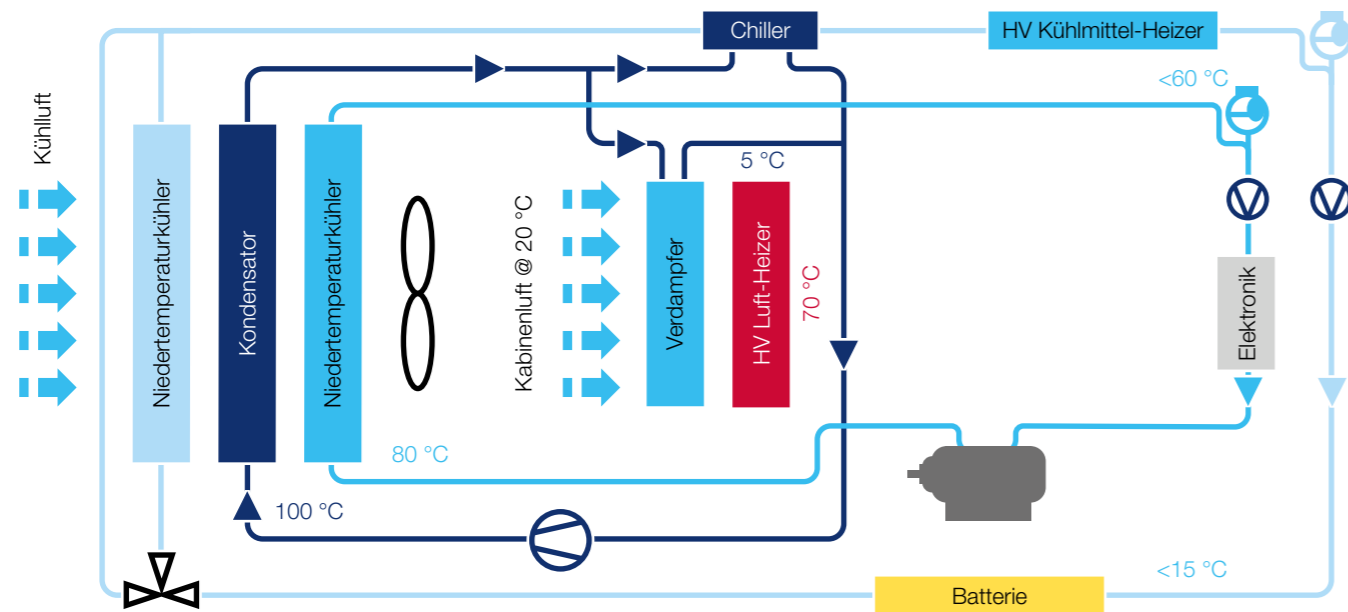 Chiller
HV Kühlmittel-Heizer
<60 °C
Kühlluft
Niedertemperaturkühler
Kondensator
Niedertemperaturkühler
5 °C
Kabinenluft @ 20 °C
Verdampfer
HV Luft-Heizer
70 °C
Elektronik
80 °C
100 °C
<15 °C
Batterie